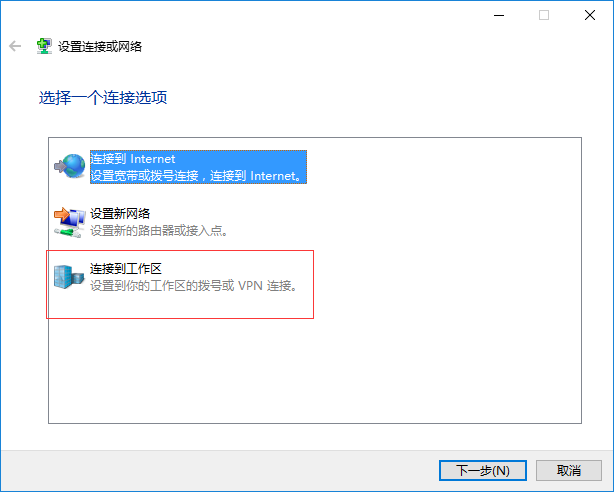 设置连接或网络
选择一个连接选项
连接到 Internet
设置宽带或拨号连接，连接到 Internet。
设置新网络
设置新的路由器或接入点。
连接到工作区
设置到你的工作区的拨号或 VPN 连接。
下一步(N)
取消